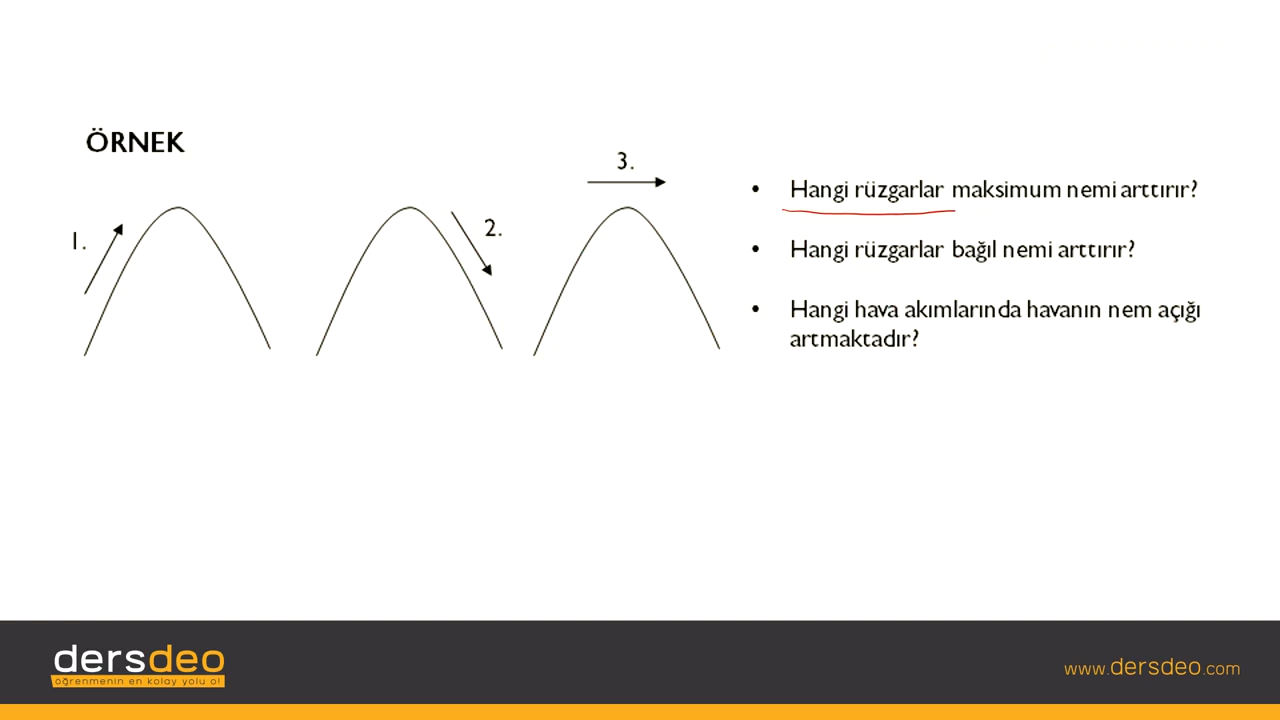 ÖRNEK
1.
2.
3.
• Hangi rüzgarlar maksimum nemi arttırır?
• Hangi rüzgarlar bağıl nemi arttırır?
• Hangi hava akımlarında havanın nem açığı
artmaktadır?
dersdeo
öğrenmenin en kolay yolu o!
www.dersdeo.com